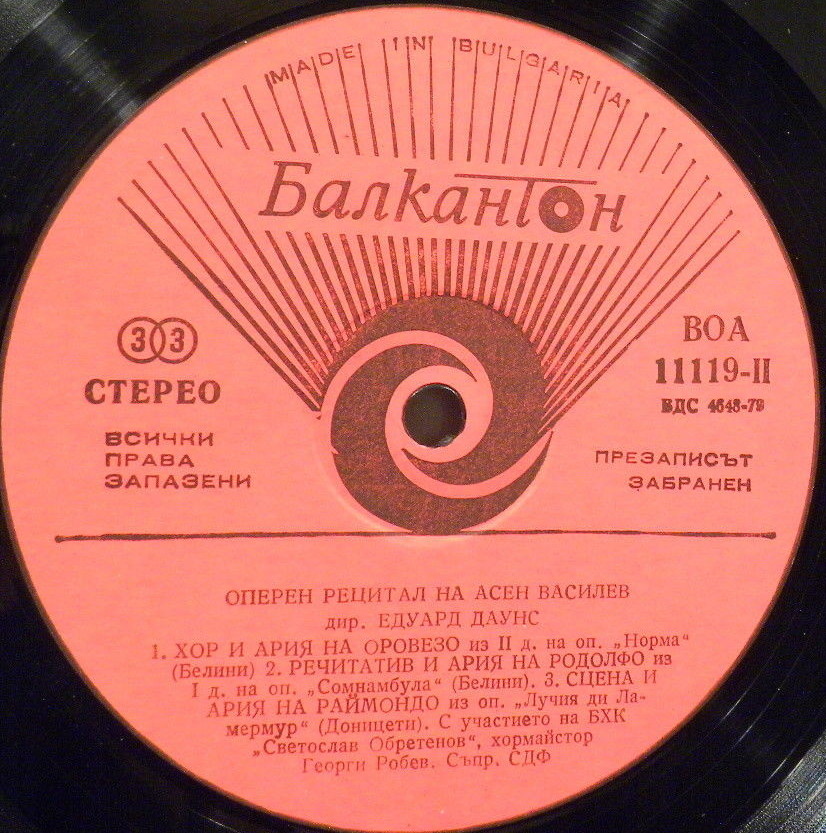 MADE IN BULGARIA
Балкантон
33
СТЕРЕО
ВСИЧКИ
ПРАВА
ЗАПАЗЕНИ
ВОА
11119-II
БДС 4648-79
ПРЕЗАПИСЪТ
ЗАБРАНЕН
ОПЕРЕН РЕЦИТАЛ НА АСЕН ВАСИЛЕВ
дир. ЕДУАРД ДАУНС
1. ХОР И АРИЯ НА ОРОВЕЗО из II д. на оп. „Норма“
(Белини) 2. РЕЧИТАТИВ И АРИЯ НА РОДОЛФО из
I д. на оп. „Сомнамбула“ (Белини). 3. СЦЕНА И
АРИЯ НА РАЙМОНДО из оп. „Лучия ди Ла-
мермур“ (Доницети). С участието на БХК
„Светослав Обретенов“, хормайстор
Георги Робев. Съпр. СДФ